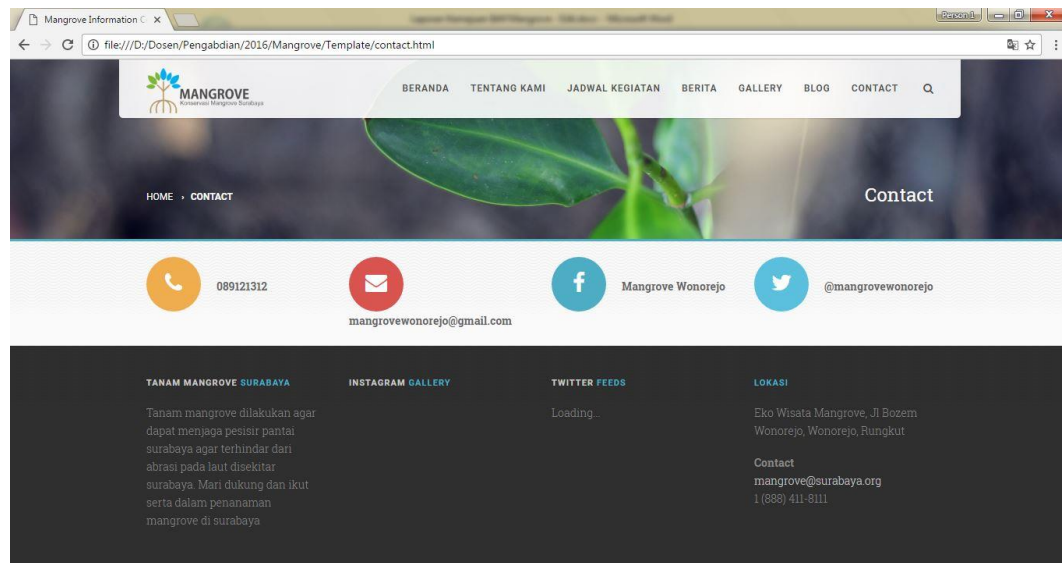 Mangrove Information C
Person 1
file:///D:/Dosen/Pengabdian/2016/Mangrove/Template/contact.html
MANGROVE
Konservasi Mangrove Surabaya
BERANDA TENTANG KAMI JADWAL KEGIATAN BERITA GALLERY BLOG CONTACT
HOME › CONTACT
Contact
089121312
mangrovewonorejo@gmail.com
Mangrove Wonorejo
@mangrovewonorejo
TANAM MANGROVE SURABAYA
Tanam mangrove dilakukan agar
dapat menjaga pesisir pantai
surabaya agar terhindar dari
abrasi pada laut disekitar
surabaya. Mari dukung dan ikut
serta dalam penanaman
mangrove di surabaya
INSTAGRAM GALLERY
TWITTER FEEDS
Loading...
LOKASI
Eko Wisata Mangrove, Jl Bozem
Wonorejo, Wonorejo, Rungkut
Contact
mangrove@surabaya.org
1 (888) 411-8111